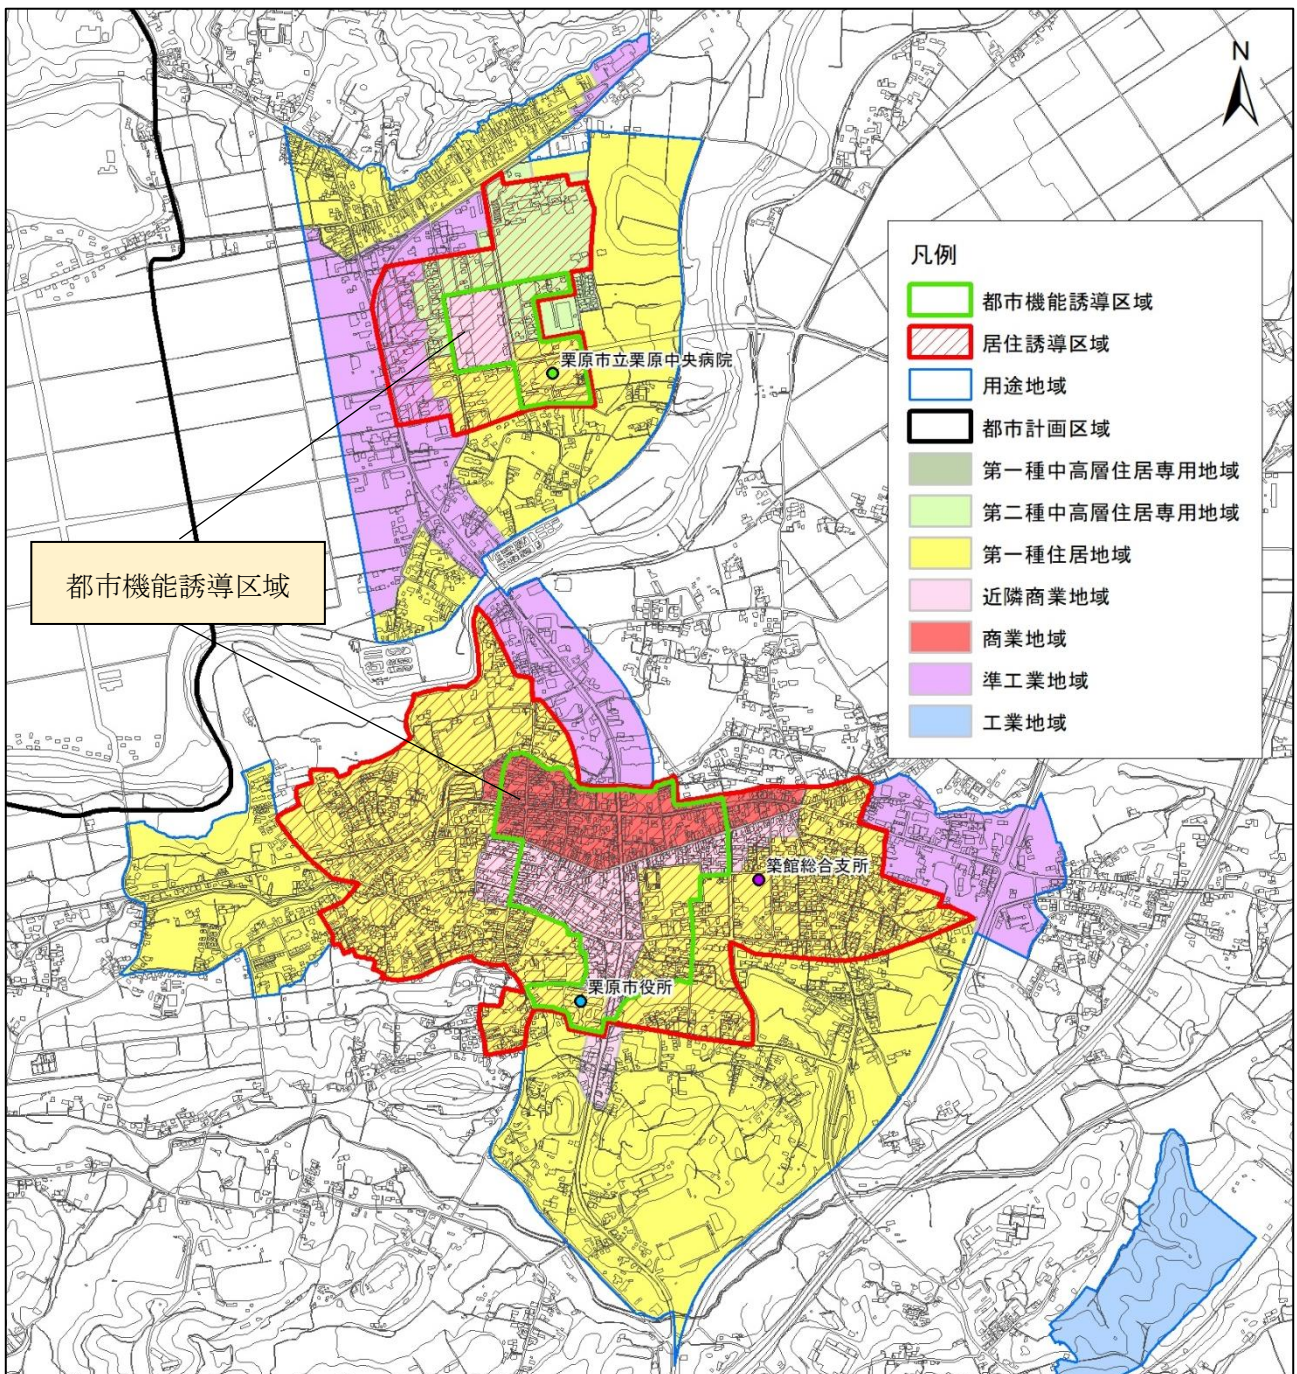 N
凡例
都市機能誘導区域
居住誘導区域
用途地域
都市計画区域
第一種中高層住居専用地域
第二種中高層住居専用地域
第一種住居地域
近隣商業地域
商業地域
準工業地域
工業地域
栗原市立栗原中央病院
都市機能誘導区域
築館総合支所
栗原市役所